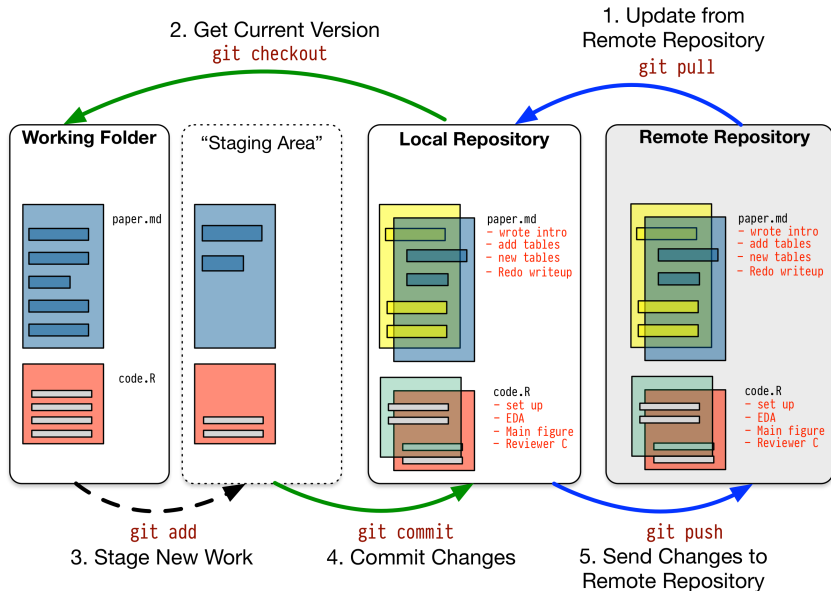 1. Update from
Remote Repository
git pull
2. Get Current Version
git checkout
Working Folder
“Staging Area”
Local Repository
Remote Repository
paper.md
code.R
paper.md
- wrote intro
- add tables
- new tables
- Redo writeup
code.R
- set up
- EDA
- Main figure
- Reviewer C
paper.md
- wrote intro
- add tables
- new tables
- Redo writeup
code.R
- set up
- EDA
- Main figure
- Reviewer C
git add
3. Stage New Work
git commit
4. Commit Changes
git push
5. Send Changes to
Remote Repository